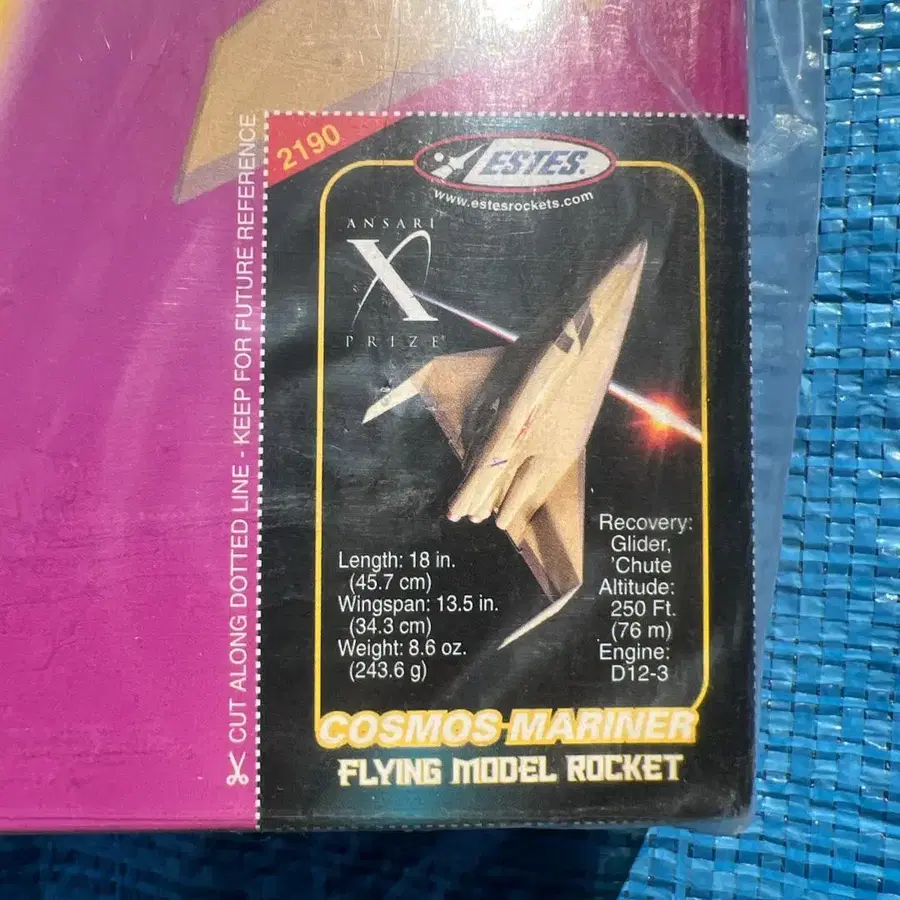 CUT ALONG DOTTED LINE - KEEP FOR FUTURE REFERENCE
2190
ESTES
www.estesrockets.com
ANSARI
X
PRIZE
Recovery:
Glider,
'Chute
Altitude:
250 Ft.
(76 m)
Engine:
D12-3
Length: 18 in.
(45.7 cm)
Wingspan: 13.5 in.
(34.3 cm)
Weight: 8.6 oz.
(243.6 g)
COSMOS MARINER
FLYING MODEL ROCKET